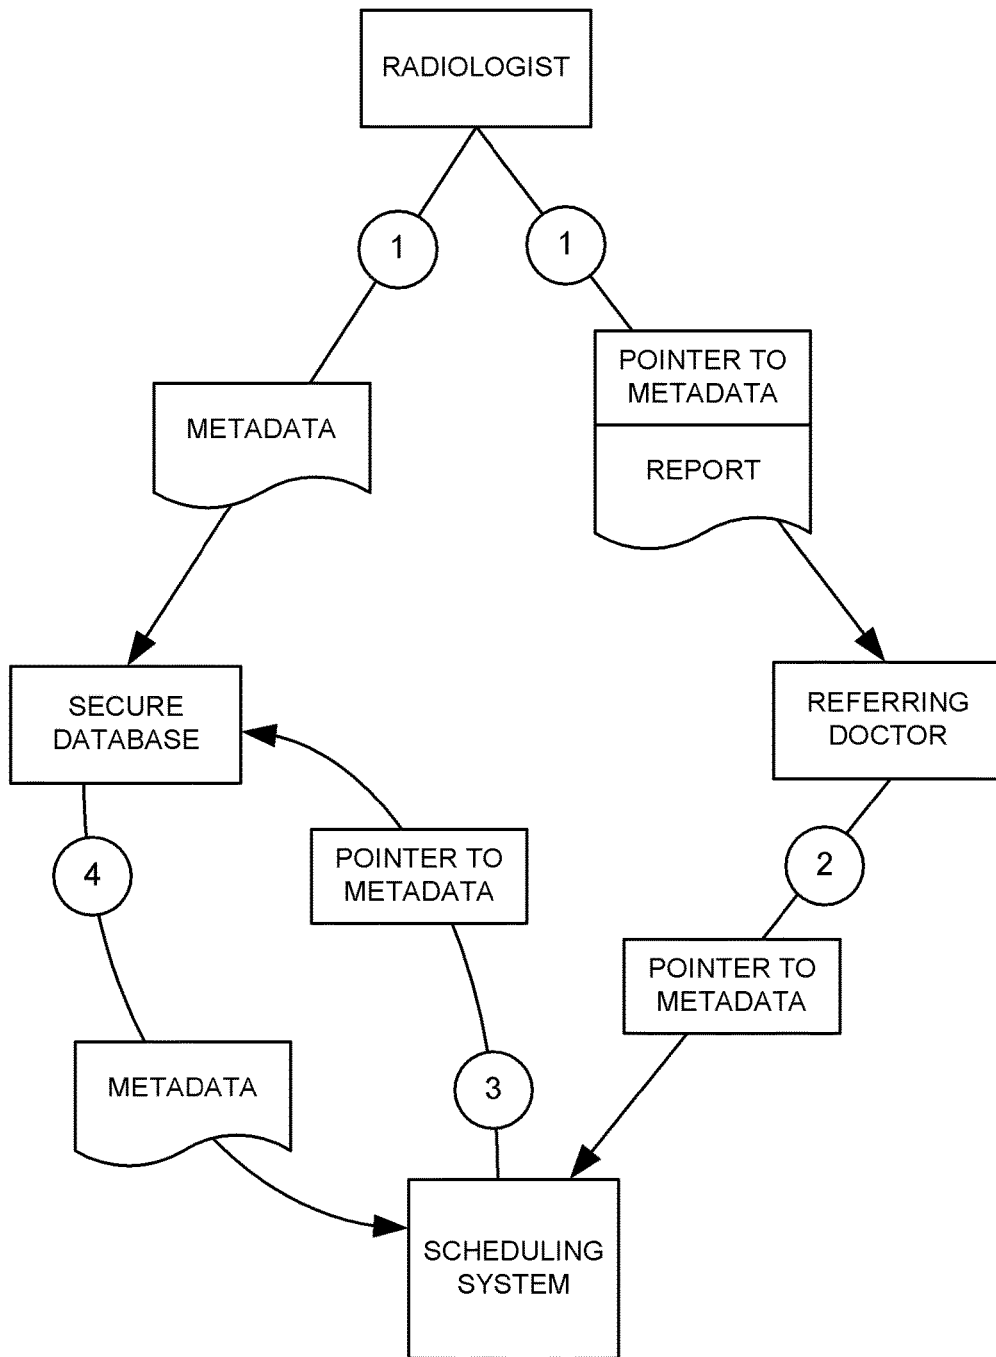 RADIOLOGIST
1
1
POINTER TO
METADATA
METADATA
REPORT
SECURE
DATABASE
REFERRING
DOCTOR
4
POINTER TO
METADATA
2
POINTER TO
METADATA
METADATA
3
SCHEDULING
SYSTEM